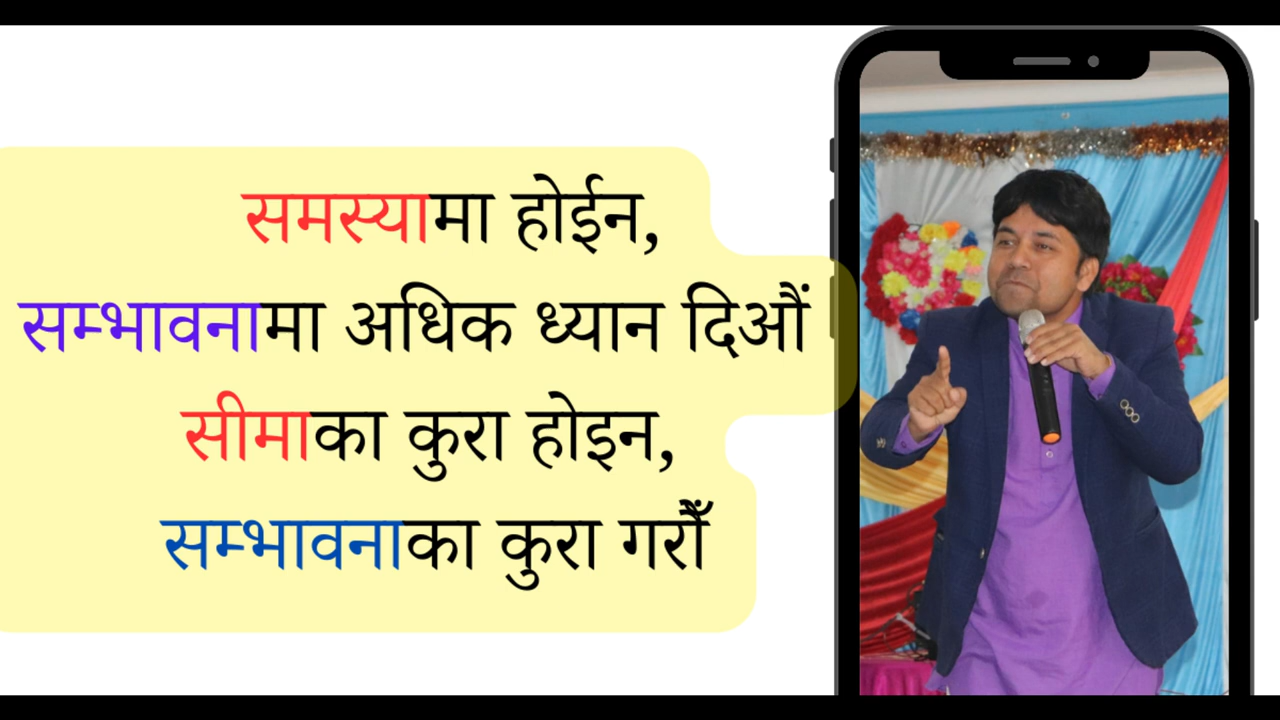 समस्यामा होईन,
सम्भावनामा अधिक ध्यान दिऔं
सीमाका कुरा होइन,
सम्भावनाका कुरा गरौँ